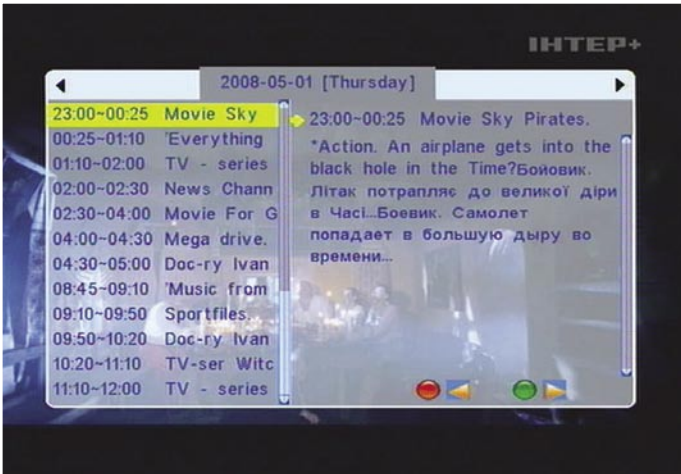 ІНТЕР+
2008-05-01 [Thursday]
23:00~00:25 Movie Sky
00:25~01:10 'Everything
01:10~02:00 TV - series
02:00~02:30 News Chann
02:30~04:00 Movie For G
04:00~04:30 Mega drive.
04:30~05:00 Doc-ry Ivan
08:45~09:10 'Music from
09:10~09:50 Sportfiles.
09:50~10:20 Doc-ry Ivan
10:20~11:10 TV-ser Witc
11:10~12:00 TV - series
23:00~00:25 Movie Sky Pirates.
*Action. An airplane gets into the
black hole in the Time?Бойовик.
Літак потрапляє до великої діри
в Часі...Боевик. Самолет
попадает в большую дыру во
времени...